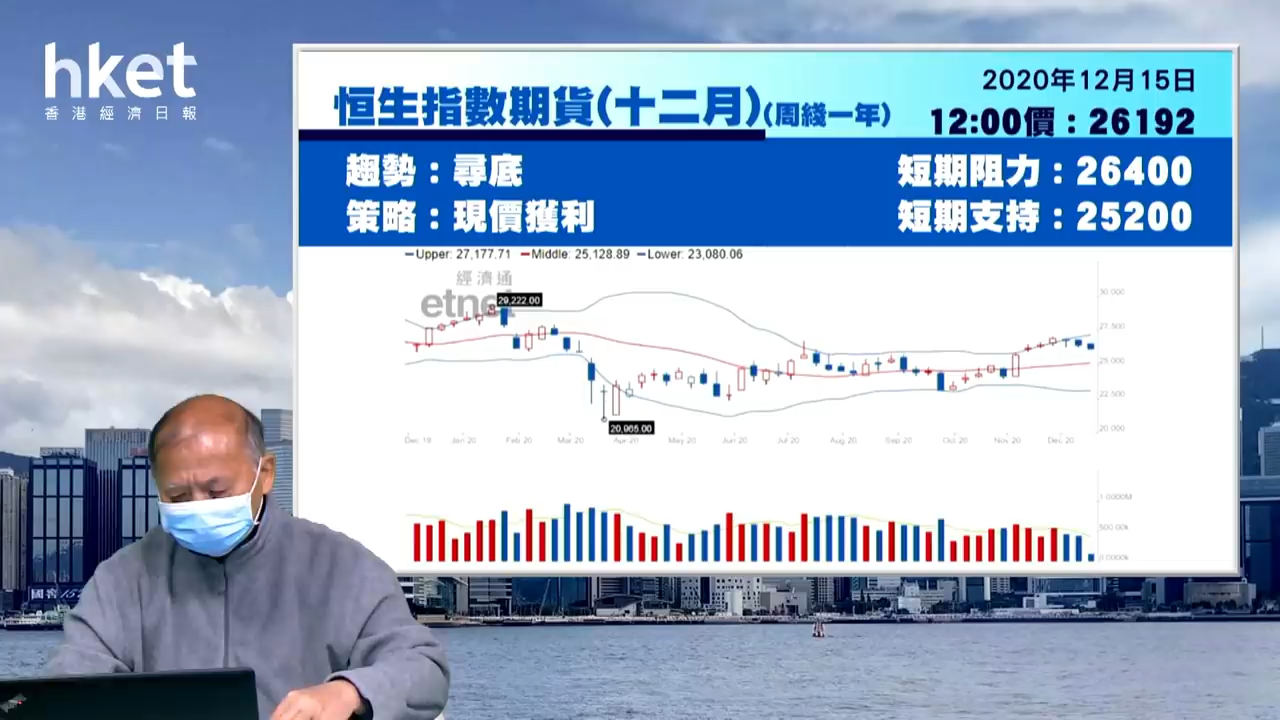 hket
香港經濟日報
2020年12月15日
恒生指數期貨(十二月)(周綫一年)
12:00價：26192
趨勢：尋底
短期阻力：26400
策略：現價獲利
短期支持：25200
Upper: 27,177.71 Middle: 25,128.89 Lower: 23,080.06
經濟通
etnet
29,222.00
30.000
27.500
25.000
22.500
20.000
20,965.00
Dec 19 Jan 20 Feb 20 Mar 20 Apr 20 May 20 Jun 20 Jul 20 Aug 20 Sep 20 Oct 20 Nov 20 Dec 20
1.0000M
500.00k
0.0000k